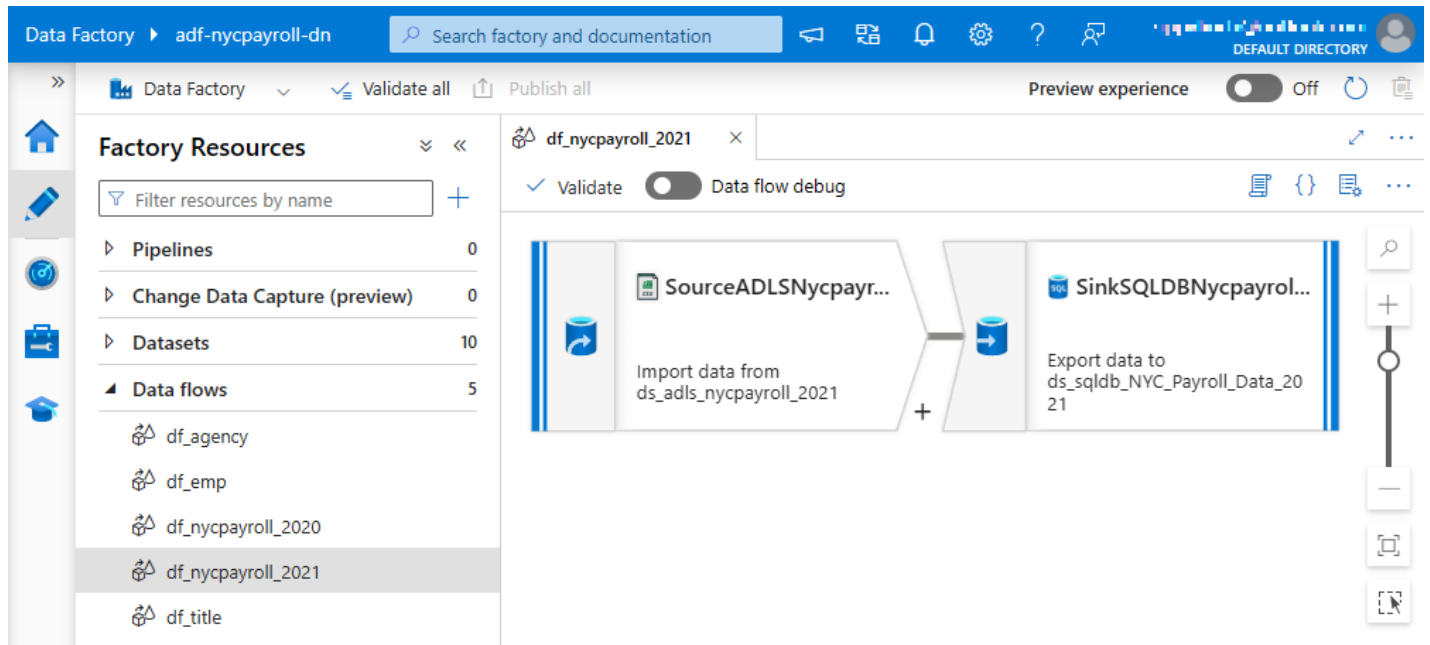 Data Factory adf-nycpayroll-dn Search factory and documentation
DEFAULT DIRECTORY
Data Factory Validate all Publish all Preview experience Off
Factory Resources
Filter resources by name
Pipelines 0
Change Data Capture (preview) 0
Datasets 10
Data flows 5
df_agency
df_emp
df_nycpayroll_2020
df_nycpayroll_2021
df_title
df_nycpayroll_2021
Validate Data flow debug
SourceADLSNycpayr...
Import data from
ds_adls_nycpayroll_2021
+
SQL
SinkSQLDBNycpayrol...
Export data to
ds_sqldb_NYC_Payroll_Data_20
21